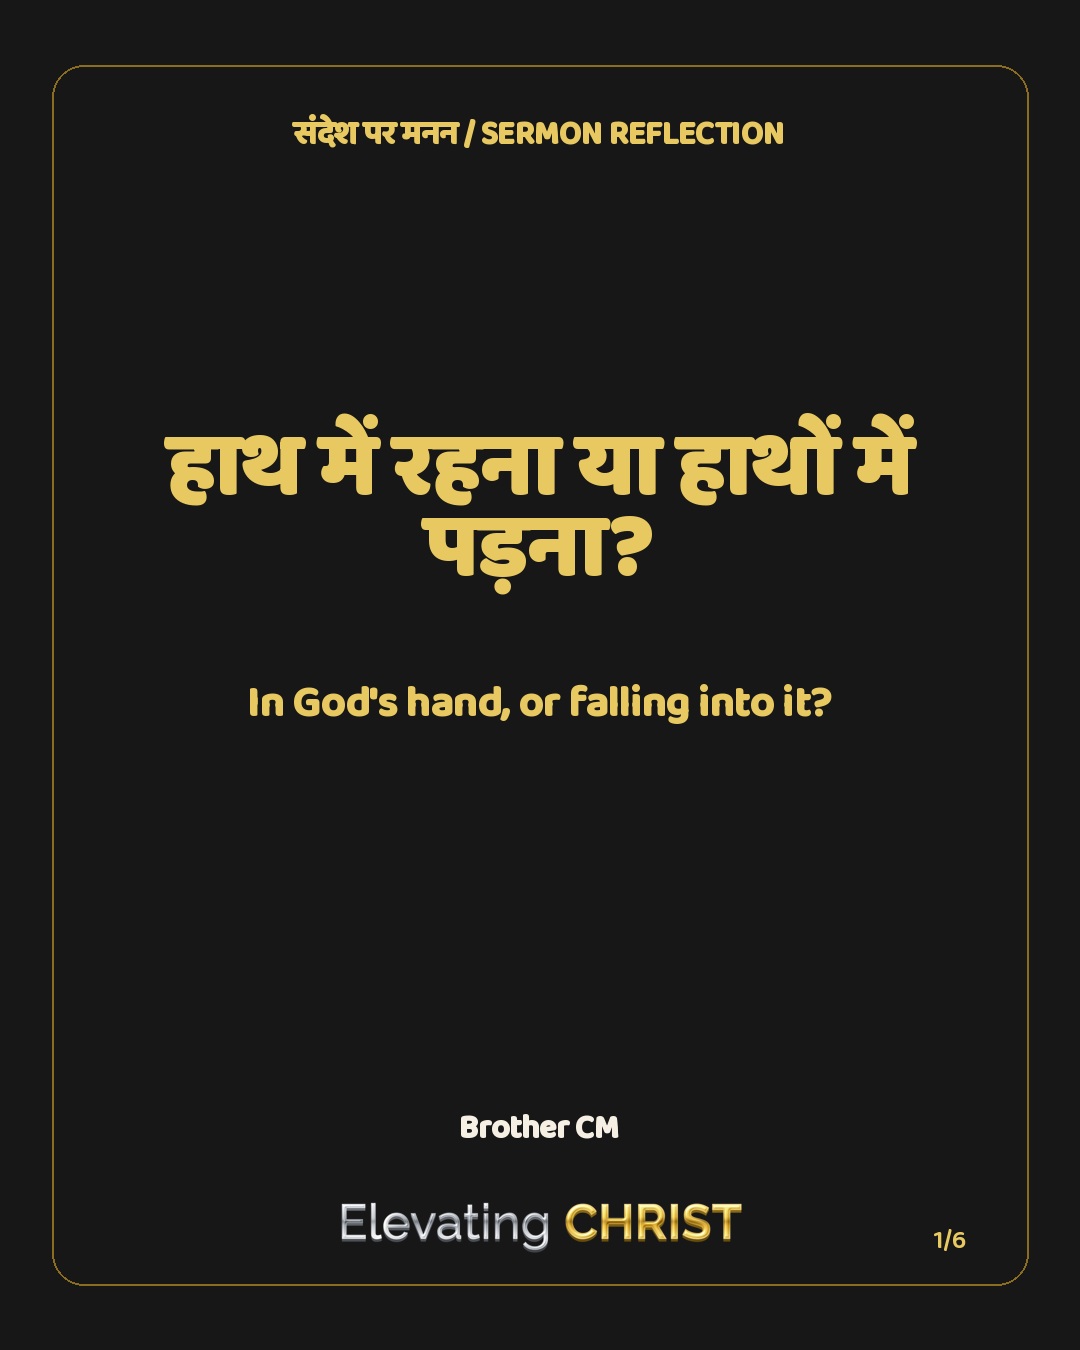 संदेश पर मनन / SERMON REFLECTION
हाथ में रहना या हाथों में
पड़ना?
In God's hand, or falling into it?
Brother CM
Elevating CHRIST
1/6